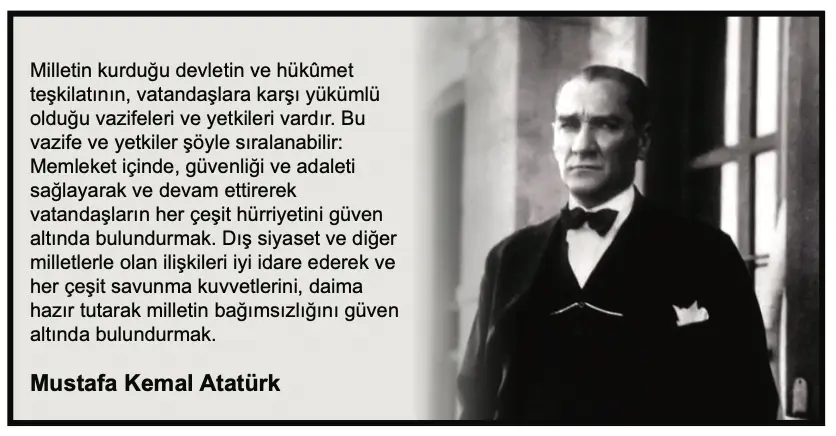 Milletin kurduğu devletin ve hükûmet
teşkilatının, vatandaşlara karşı yükümlü
olduğu vazifeleri ve yetkileri vardır. Bu
vazife ve yetkiler şöyle sıralanabilir:
Memleket içinde, güvenliği ve adaleti
sağlayarak ve devam ettirerek
vatandaşların her çeşit hürriyetini güven
altında bulundurmak. Dış siyaset ve diğer
milletlerle olan ilişkileri iyi idare ederek ve
her çeşit savunma kuvvetlerini, daima
hazır tutarak milletin bağımsızlığını güven
altında bulundurmak.
Mustafa Kemal Atatürk